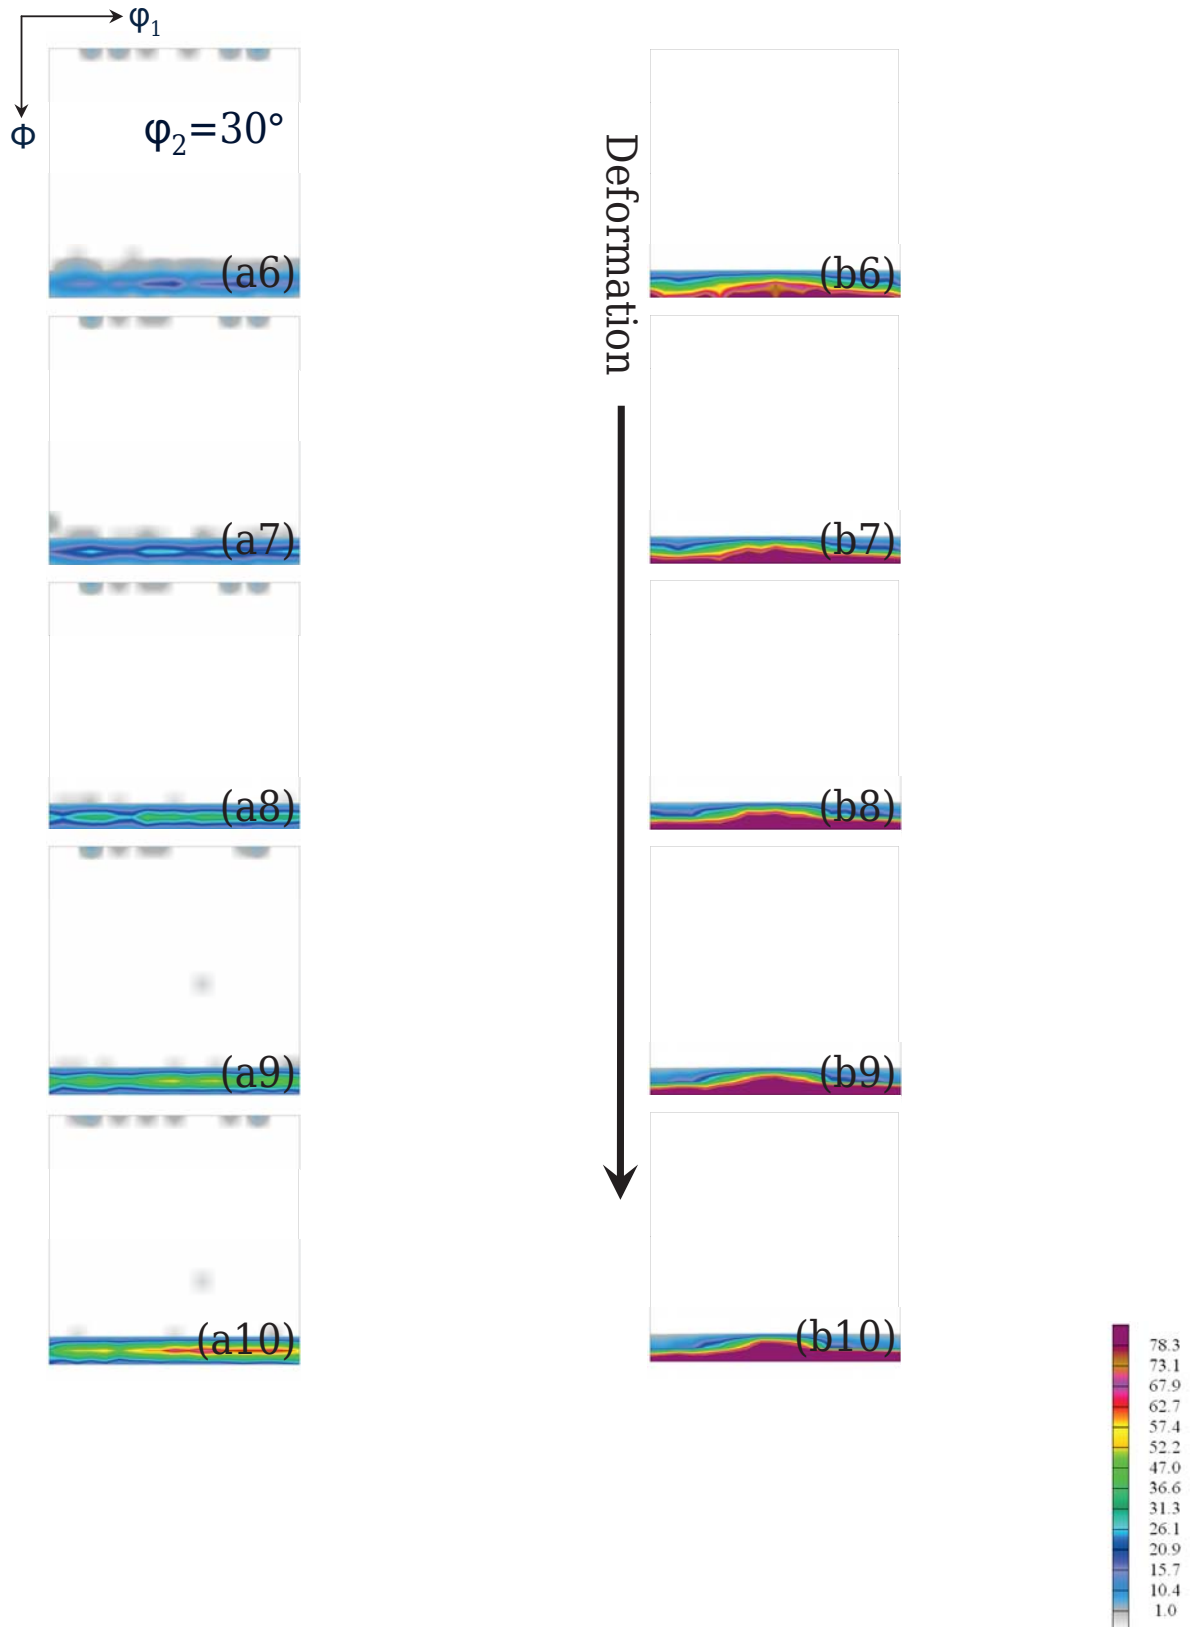 φ1
Φ
φ2=30°
Deformation
(a6)
(b6)
(a7)
(b7)
(a8)
(b8)
(a9)
(b9)
(a10)
(b10)
78.3
73.1
67.9
62.7
57.4
52.2
47.0
36.6
31.3
26.1
20.9
15.7
10.4
1.0